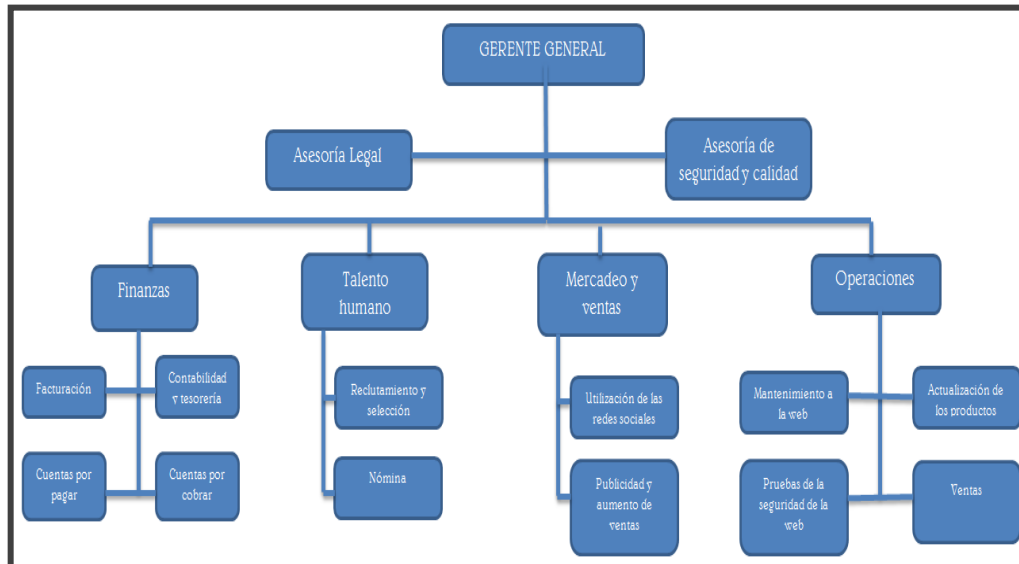 GERENTE GENERAL
Asesoría Legal
Asesoría de
seguridad y calidad
Finanzas
Talento
humano
Mercadeo y
ventas
Operaciones
Facturación
Contabilidad
y tesorería
Cuentas por
pagar
Cuentas por
cobrar
Reclutamiento y
selección
Nómina
Utilización de las
redes sociales
Publicidad y
aumento de
ventas
Mantenimiento a
la web
Actualización de
los productos
Pruebas de la
seguridad de la
web
Ventas